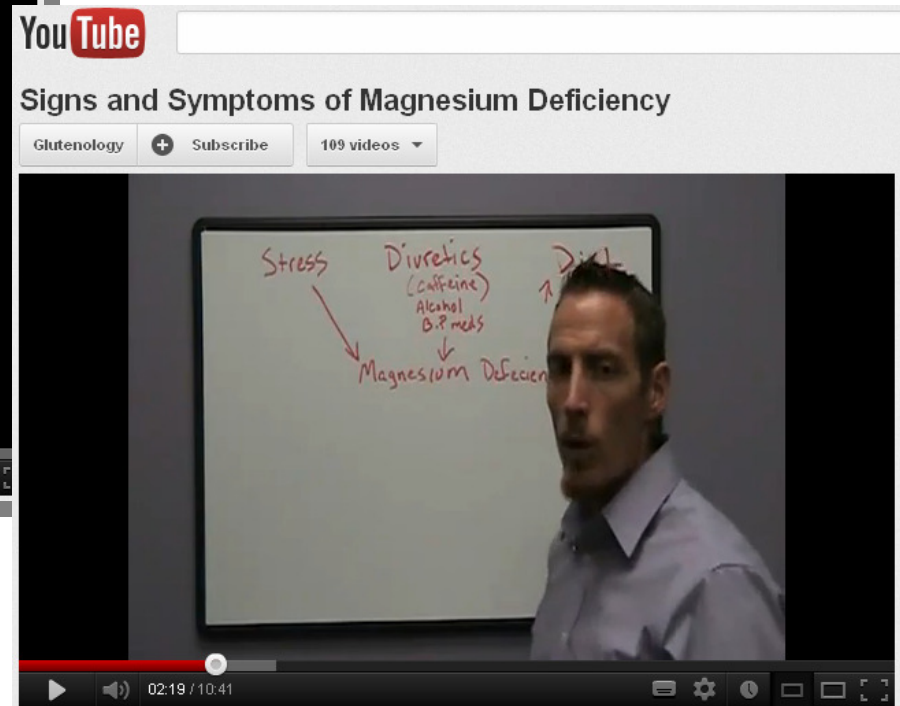 YouTube
Signs and Symptoms of Magnesium Deficiency
Glutenology Subscribe 109 videos
Stress Diuretics
(caffeine)
Alcohol
B.P meds
↑
Magnesium Defecien
02:19 / 10:41